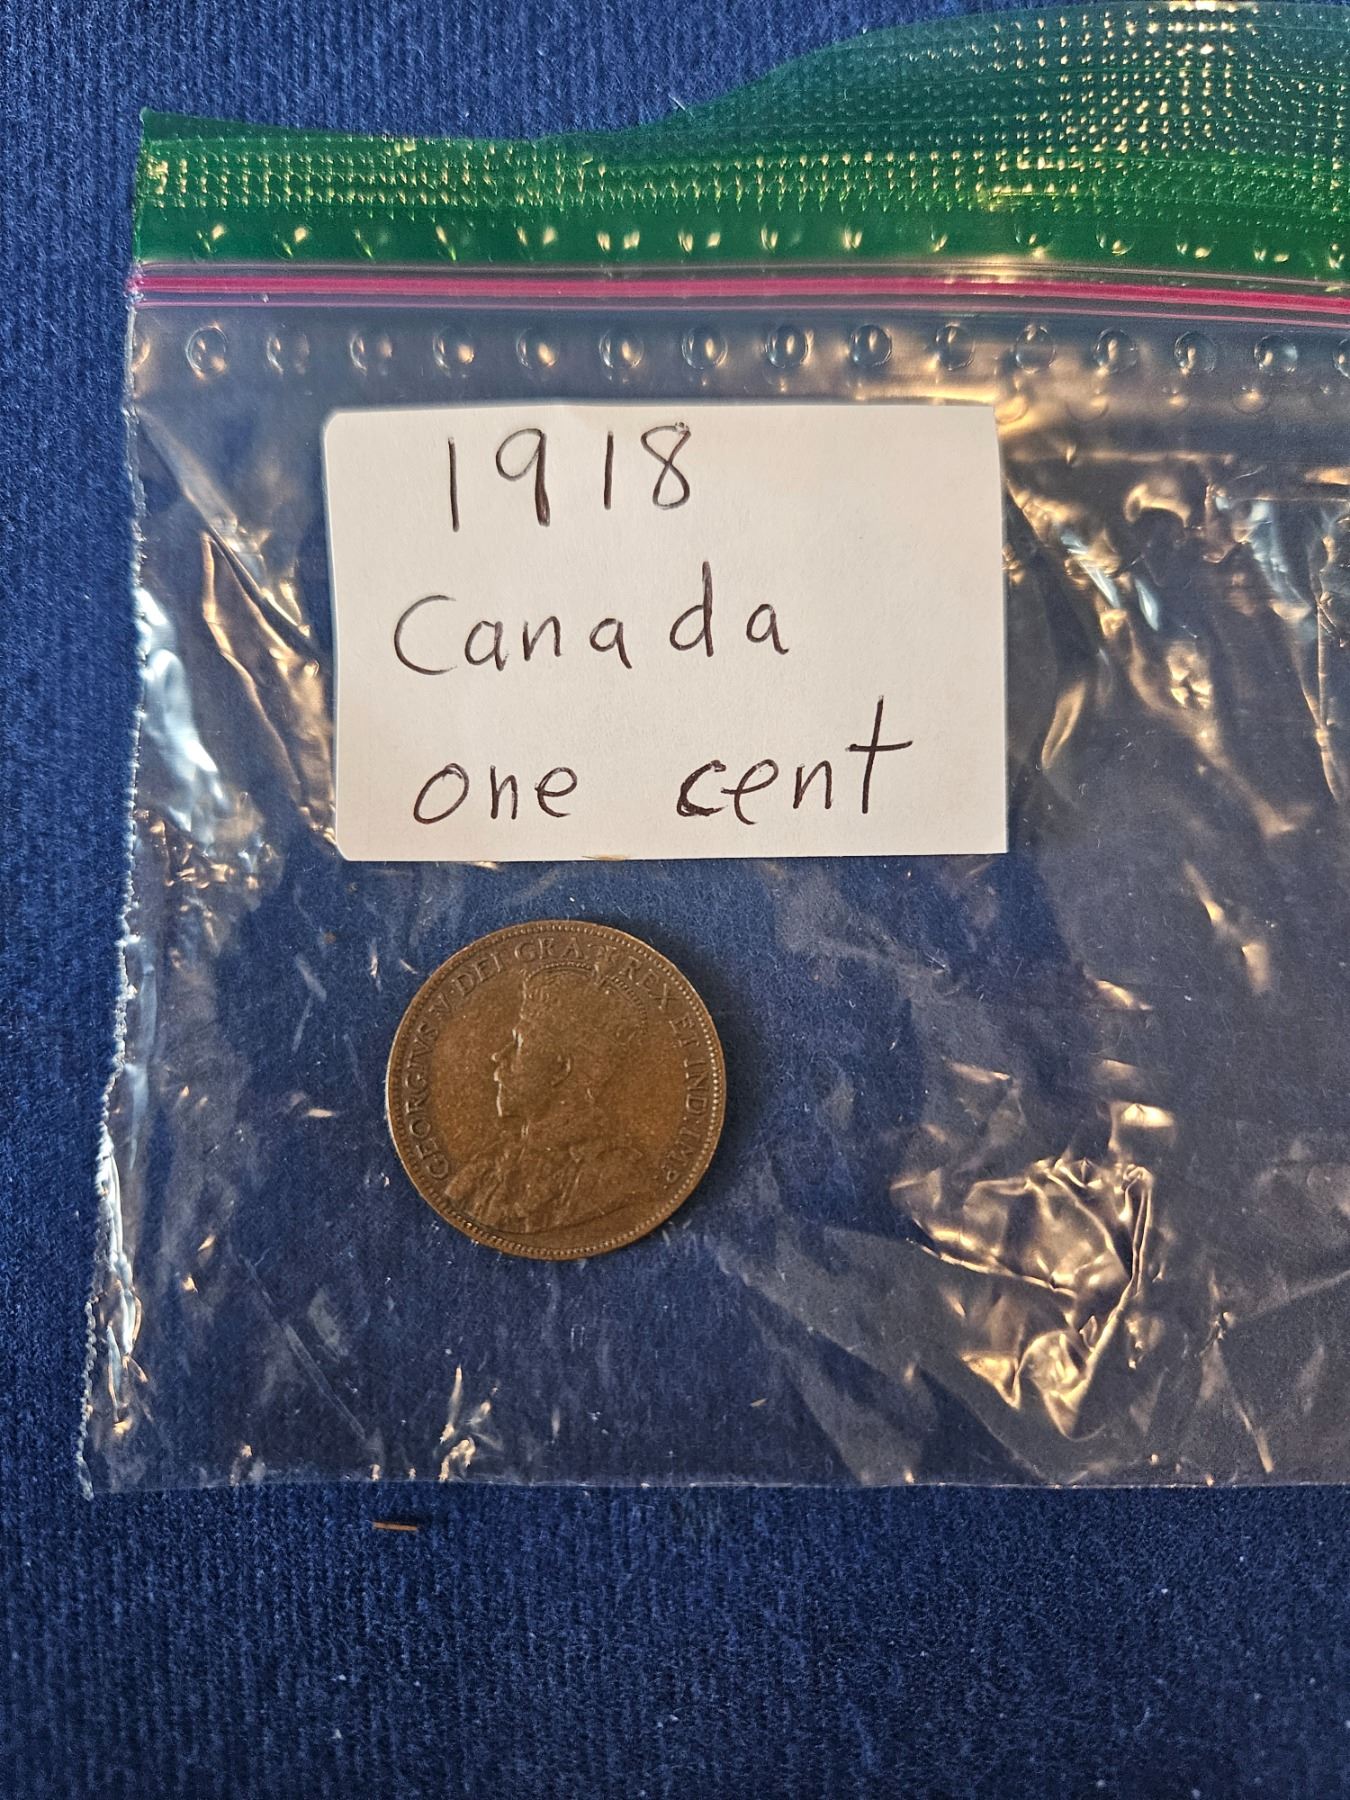 1918
Canada
one cent
GEORGIVS V DEI GRA: REX ET IND:IMP: